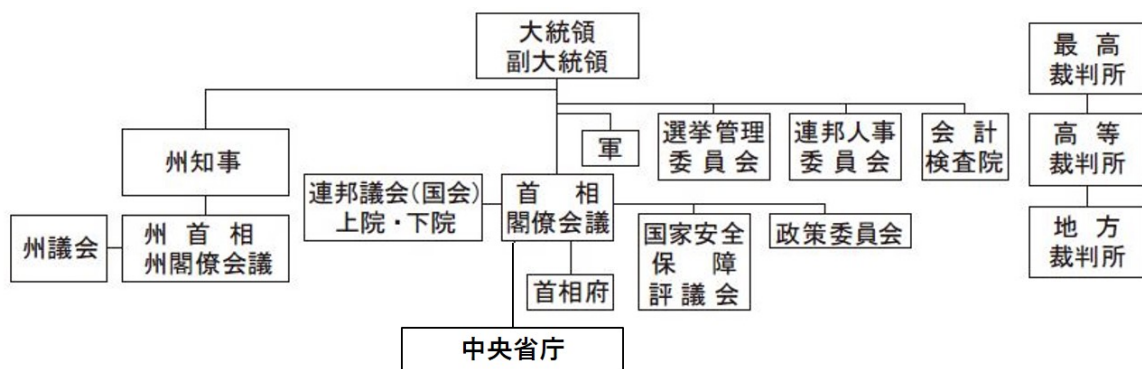 大統領
副大統領
最高
裁判所
州知事
軍
選挙管理
委員会
連邦人事
委員会
会計
検査院
高等
裁判所
連邦議会(国会)
上院・下院
首相
閣僚会議
州議会
州首相
州閣僚会議
国家安全
保障
評議会
政策委員会
地方
裁判所
首相府
中央省庁